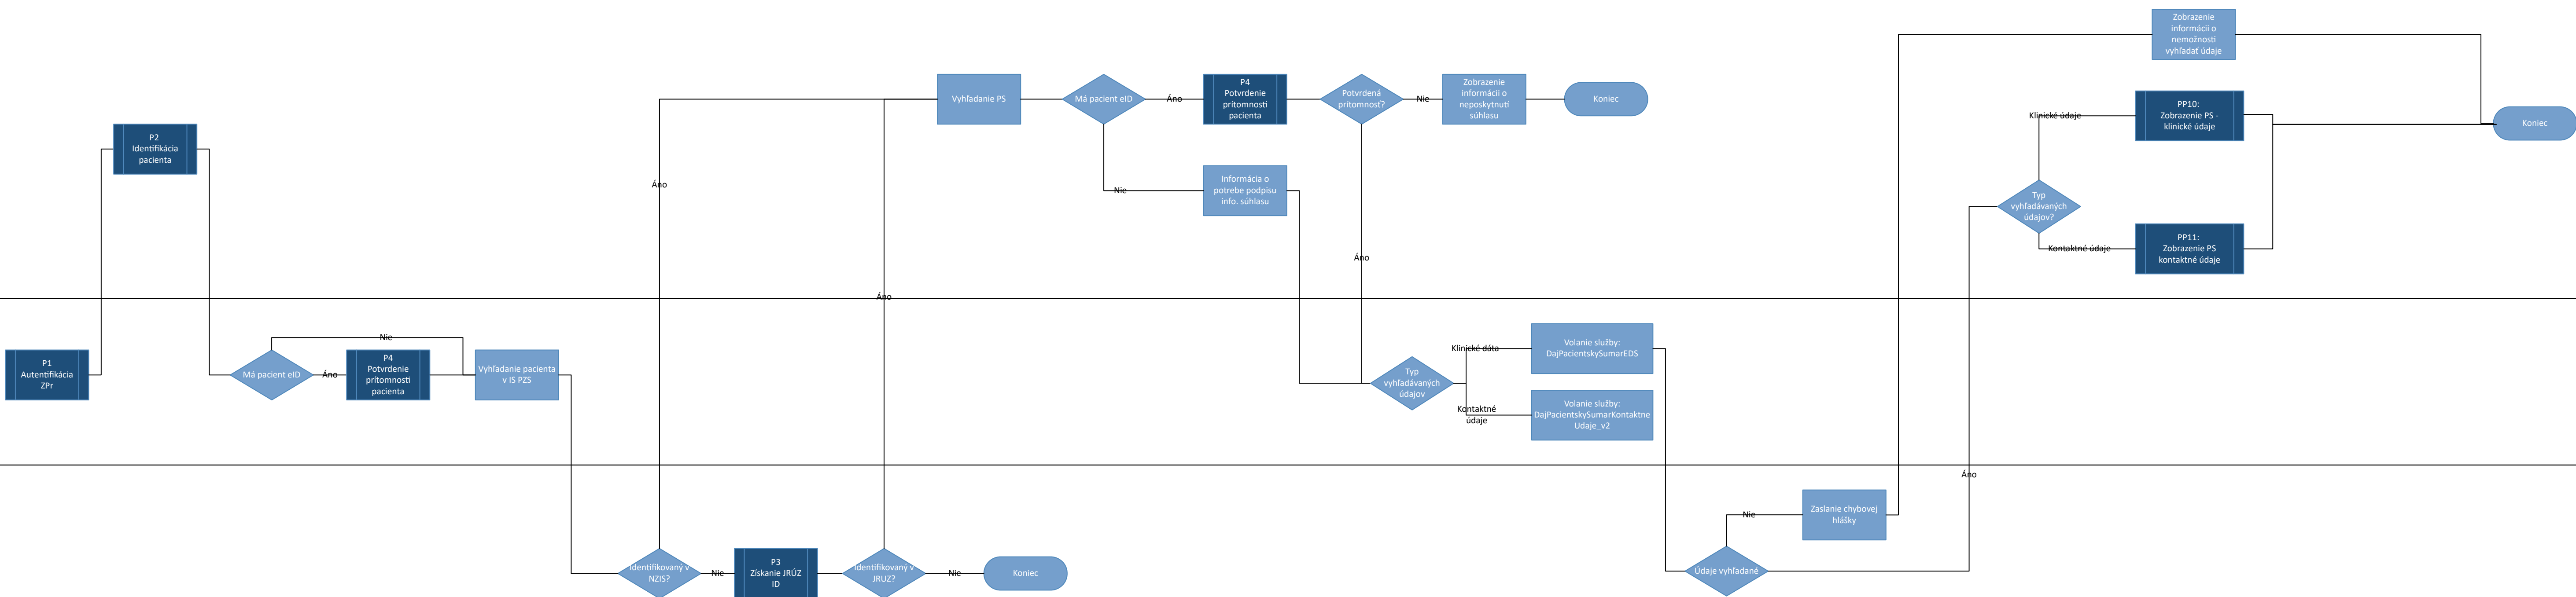 Zobrazenie
informácii o
nemožnosti
vyhľadať údaje
Vyhľadanie PS
Má pacient eID
Áno
P4
Potvrdenie
prítomnosti
pacienta
Potvrdená
prítomnosť?
Nie
Zobrazenie
informácii o
neposkytnutí
súhlasu
Koniec
Klinické údaje
PP10:
Zobrazenie PS -
klinické údaje
Koniec
P2
Identifikácia
pacienta
Áno
Nie
Informácia o
potrebe podpisu
info. súhlasu
Typ
vyhľadávaných
údajov?
Kontaktné údaje
PP11:
Zobrazenie PS
kontaktné údaje
Áno
Áno
P1
Autentifikácia
ZPr
Nie
Má pacient eID
Áno
P4
Potvrdenie
prítomnosti
pacienta
Vyhľadanie pacienta
v IS PZS
Typ
vyhľadávaných
údajov
Klinické dáta
Volanie služby:
DajPacientskySumarEDS
Kontaktné
údaje
Volanie služby:
DajPacientskySumarKontaktne
Udaje_v2
Áno
Identifikovaný v
NZIS?
Nie
P3
Získanie JRÚZ
ID
Identifikovaný v
JRUZ?
Nie
Koniec
Údaje vyhľadané
Nie
Zaslanie chybovej
hlášky